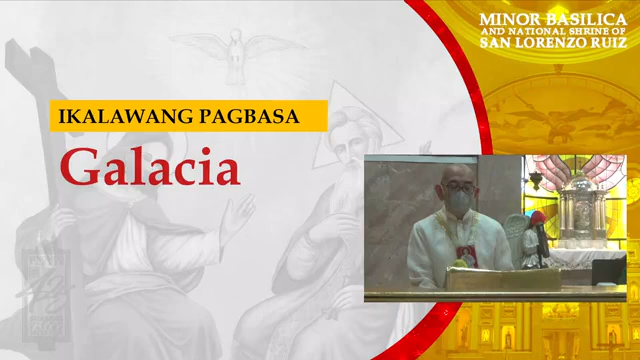 MINOR BASILICA
AND NATIONAL SHRINE OF
SAN LORENZO RUIZ
IKALAWANG PAGBASA
Galacia